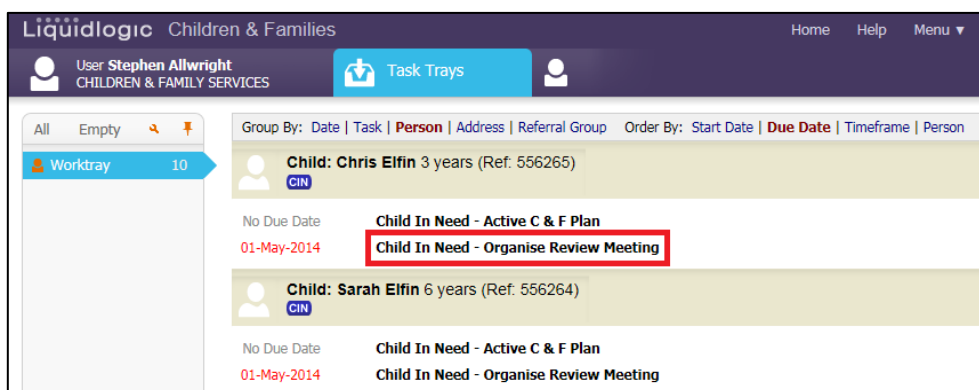 Liquidlogic Children & Families Home Help Menu ▼
User Stephen Allwright
CHILDREN & FAMILY SERVICES
Task Trays
All Empty
Group By: Date | Task | Person | Address | Referral Group Order By: Start Date | Due Date | Timeframe | Person
Worktray 10
Child: Chris Elfin 3 years (Ref: 556265)
CIN
No Due Date Child In Need - Active C & F Plan
01-May-2014 Child In Need - Organise Review Meeting
Child: Sarah Elfin 6 years (Ref: 556264)
CIN
No Due Date Child In Need - Active C & F Plan
01-May-2014 Child In Need - Organise Review Meeting